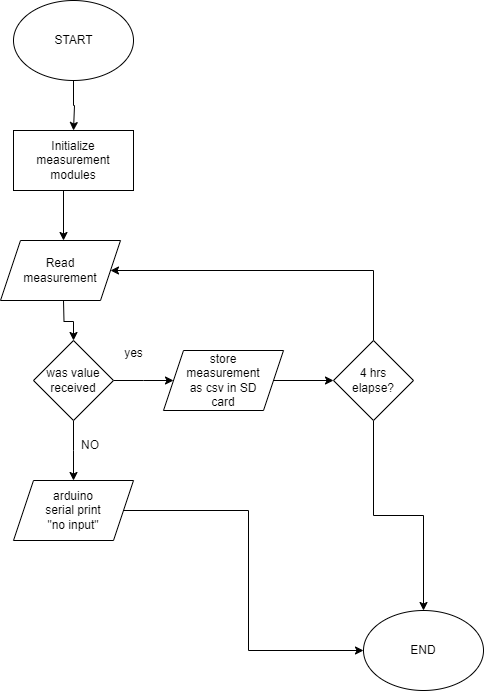 START
Initialize
measurement
modules
Read
measurement
was value
received
yes
store
measurement
as csv in SD
card
4 hrs
elapse?
NO
arduino
serial print
"no input"
END